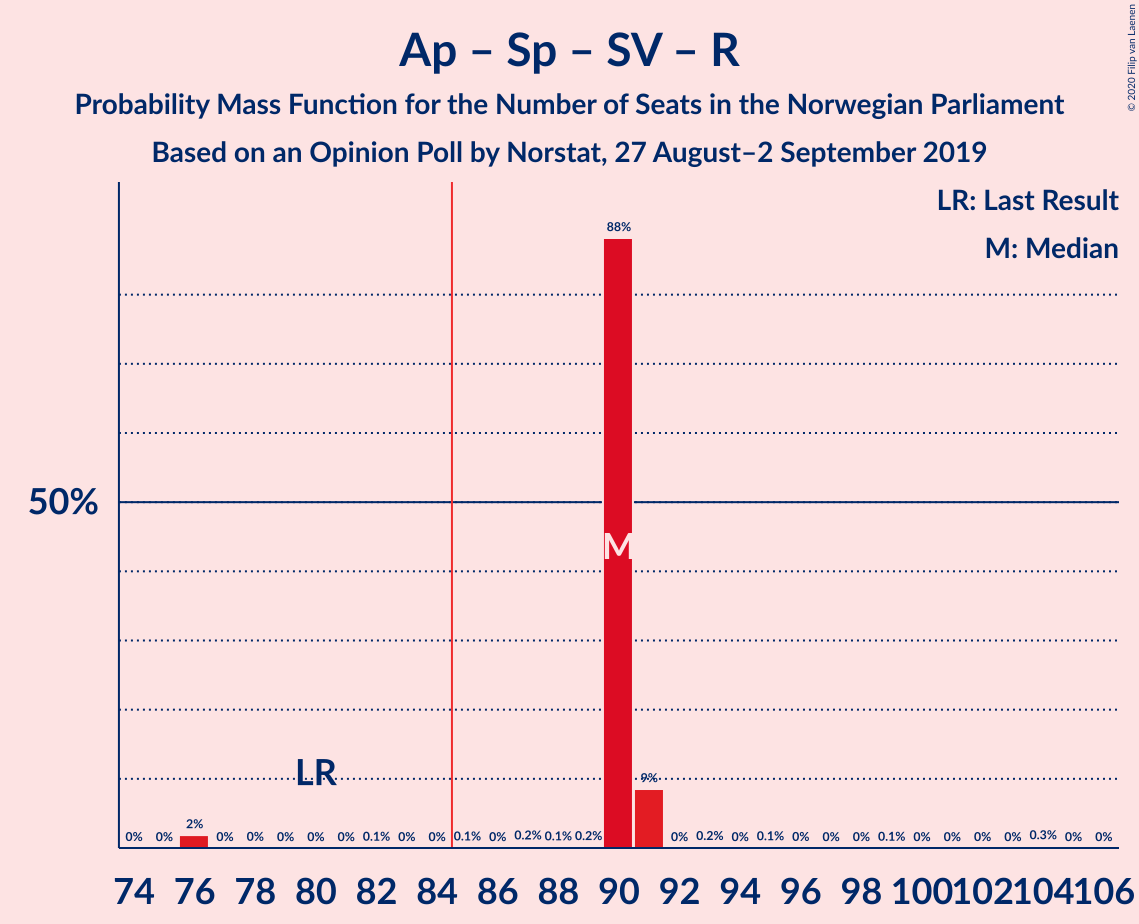 Ap – Sp – SV – R
Probability Mass Function for the Number of Seats in the Norwegian Parliament
Based on an Opinion Poll by Norstat, 27 August–2 September 2019
© 2020 Filip van Laenen
LR: Last Result
M: Median
88%
50%
M
LR
9%
2%
0% 0% 0% 0% 0% 0% 0% 0.1% 0% 0% 0.1% 0% 0.2% 0.1% 0.2% 0% 0.2% 0% 0.1% 0% 0% 0% 0.1% 0% 0% 0% 0% 0.3% 0% 0%
74 76 78 80 82 84 86 88 90 92 94 96 98 100 102 104 106